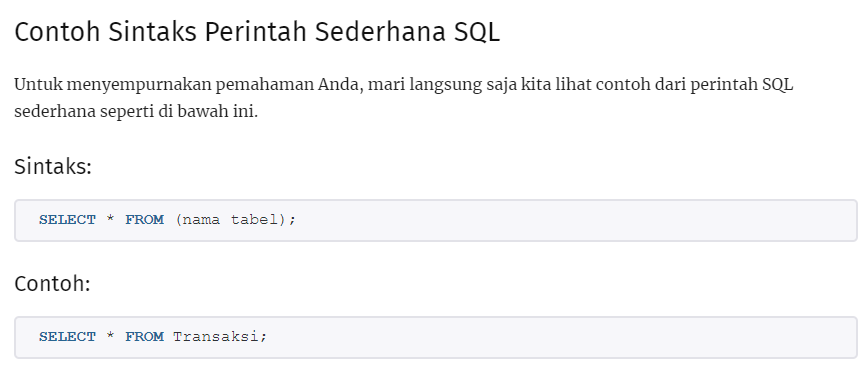 Contoh Sintaks Perintah Sederhana SQL
Untuk menyempurnakan pemahaman Anda, mari langsung saja kita lihat contoh dari perintah SQL
sederhana seperti di bawah ini.
Sintaks:
SELECT * FROM (nama tabel);
Contoh:
SELECT * FROM Transaksi;